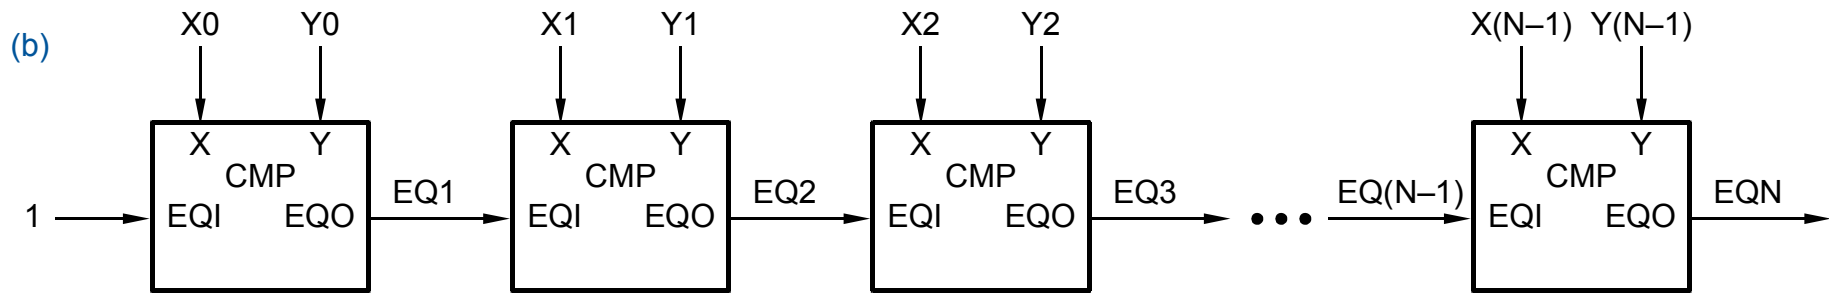 (b)
X0 Y0 X1 Y1 X2 Y2 X(N–1) Y(N–1)
X Y X Y X Y X Y
CMP CMP CMP CMP
EQ1 EQ2 EQ3 EQ(N–1) EQN
1 EQI EQO EQI EQO EQI EQO EQI EQO